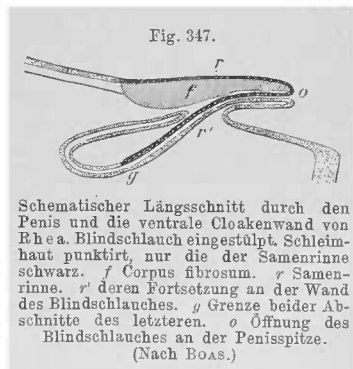 Fig. 347.
r
f
o
r'
g
Schematischer Längsschnitt durch den
Penis und die ventrale Cloakenwand von
Rhea. Blindschlauch eingestülpt. Schleim-
haut punktirt, nur die der Samenrinne
schwarz. f Corpus fibrosum. r Samen-
rinne. r' deren Fortsetzung an der Wand
des Blindschlauches. g Grenze beider Ab-
schnitte des letzteren. o Öffnung des
Blindschlauches an der Penisspitze.
(Nach BOAS.)